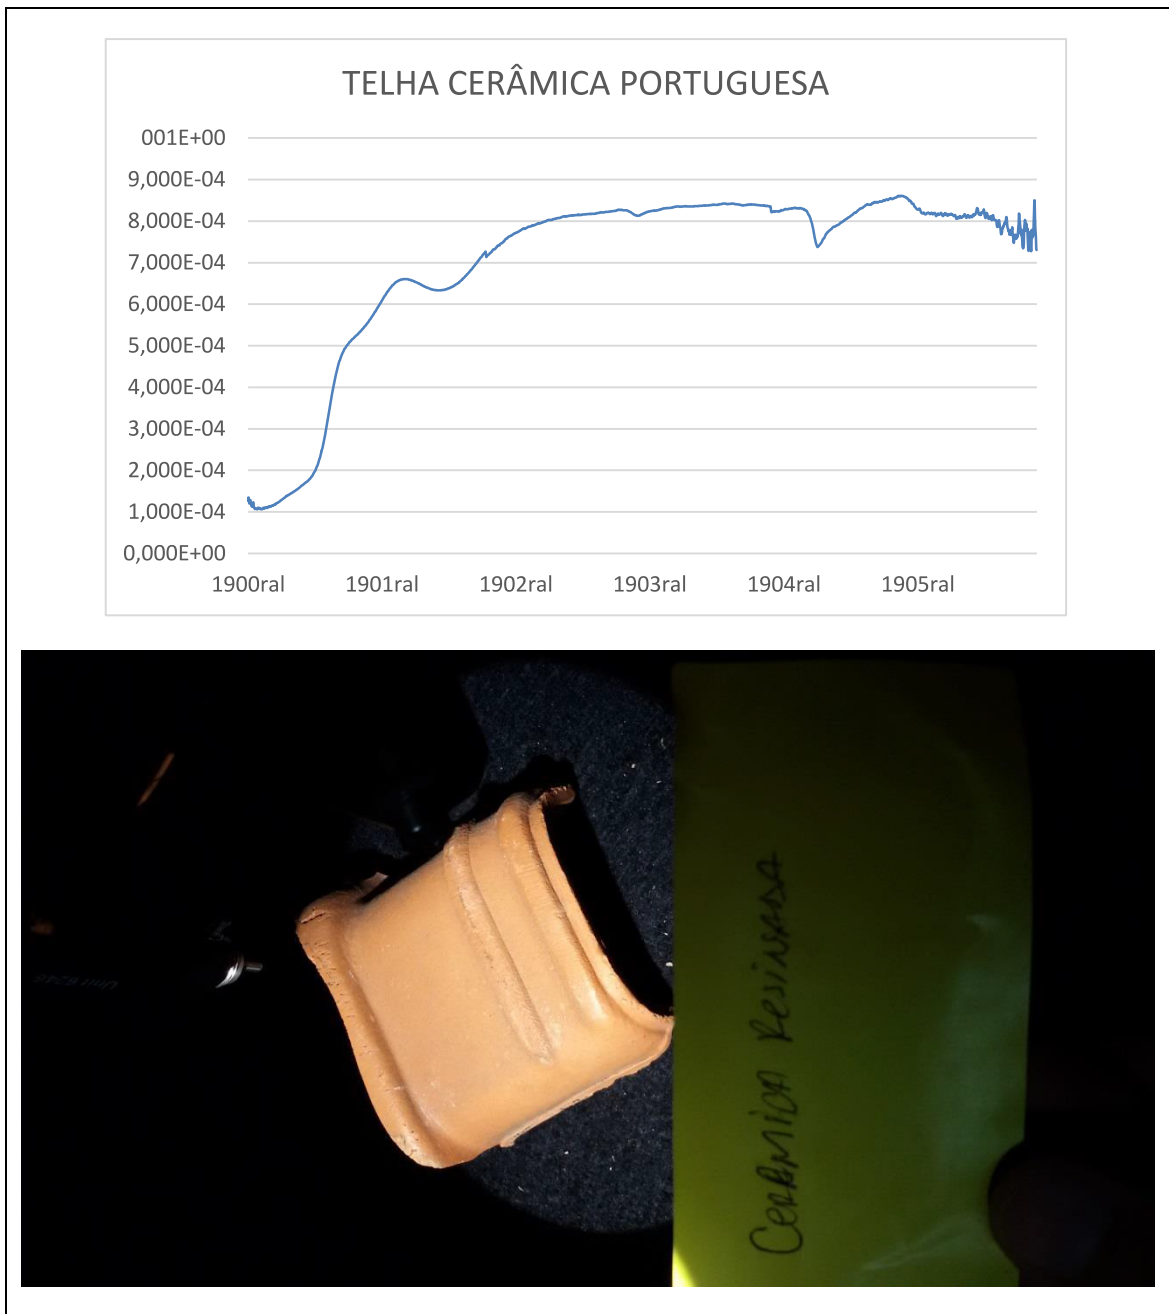 TELHA CERÂMICA PORTUGUESA
001E+00
9,000E-04
8,000E-04
7,000E-04
6,000E-04
5,000E-04
4,000E-04
3,000E-04
2,000E-04
1,000E-04
0,000E+00
1900ral 1901ral 1902ral 1903ral 1904ral 1905ral
CERAMICA RESINADA